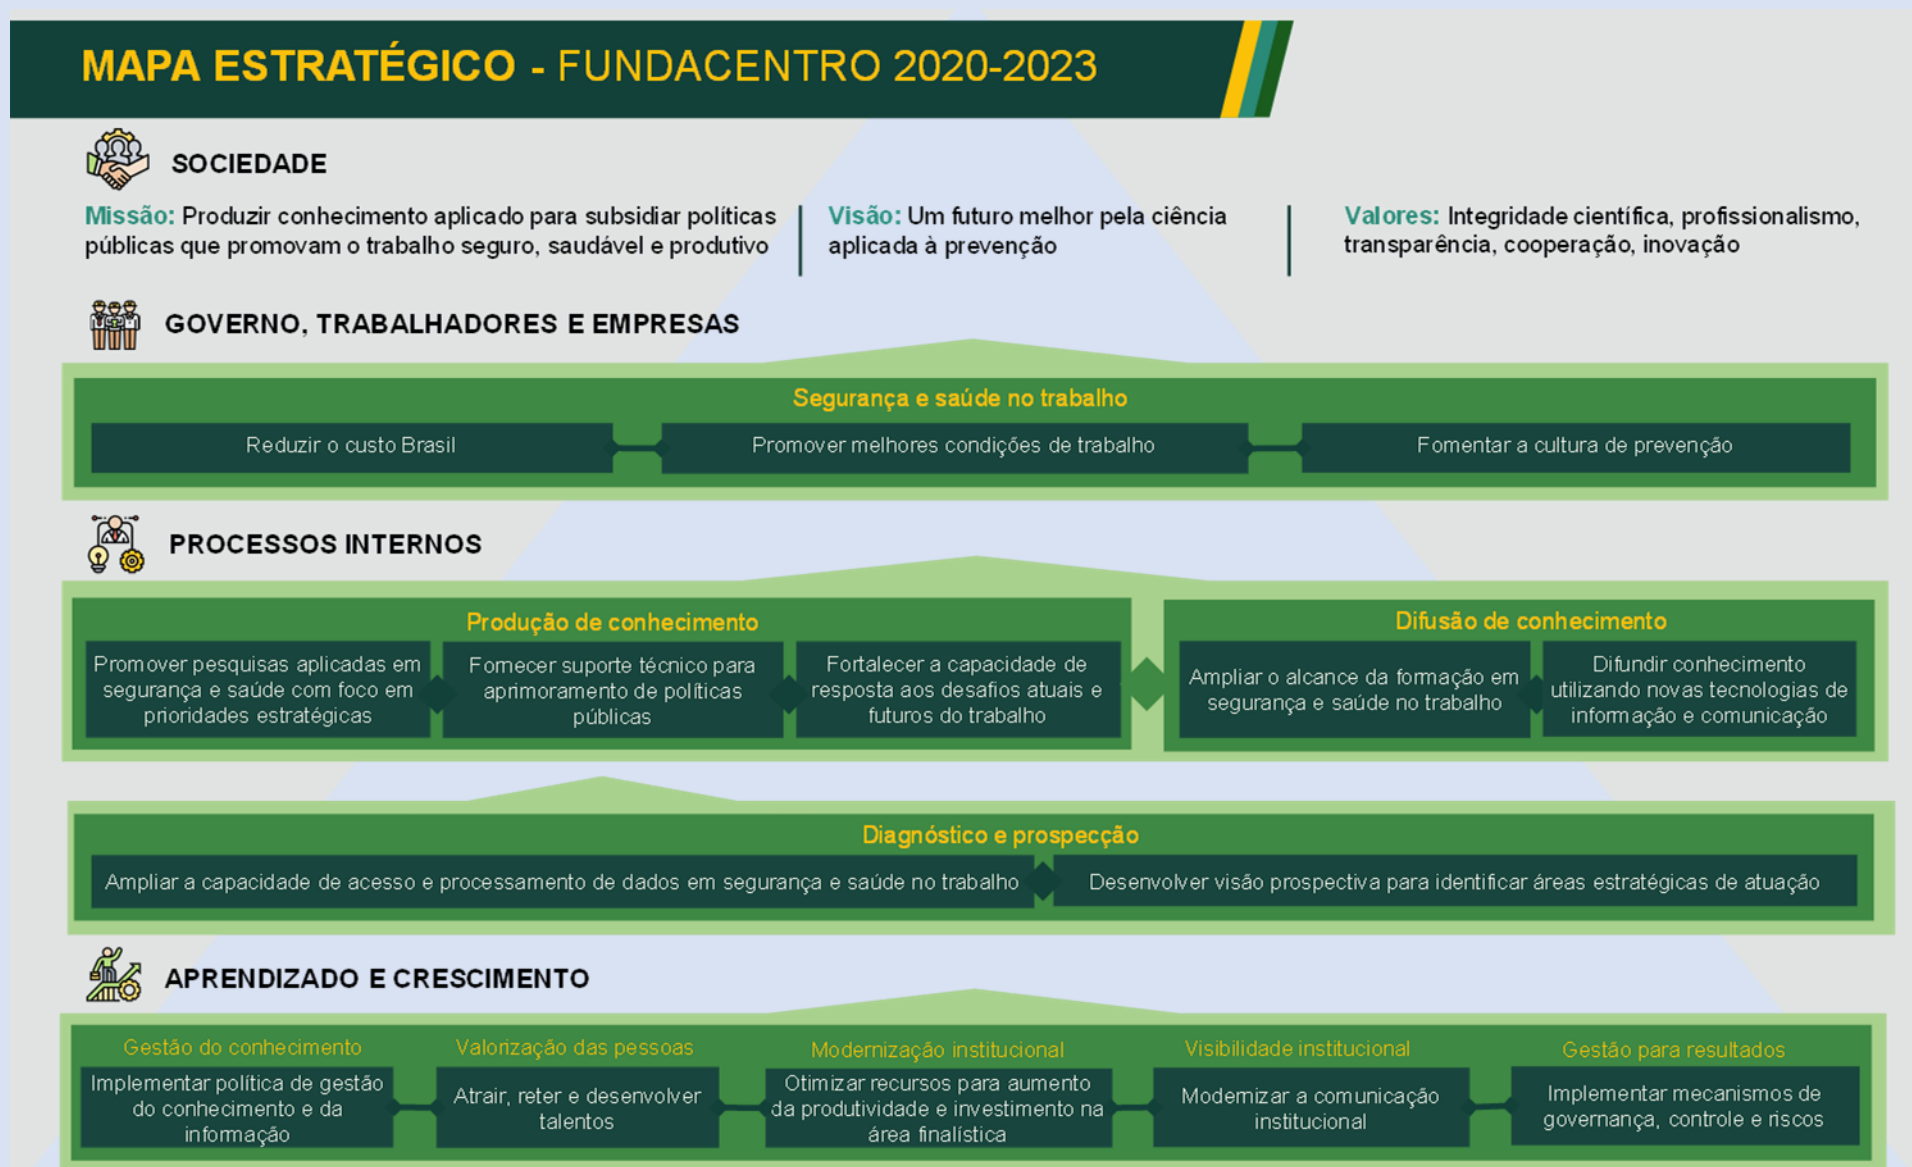 MAPA ESTRATÉGICO - FUNDACENTRO 2020-2023
SOCIEDADE
Missão: Produzir conhecimento aplicado para subsidiar políticas
públicas que promovam o trabalho seguro, saudável e produtivo
Visão: Um futuro melhor pela ciência
aplicada à prevenção
Valores: Integridade científica, profissionalismo,
transparência, cooperação, inovação
GOVERNO, TRABALHADORES E EMPRESAS
Segurança e saúde no trabalho
Reduzir o custo Brasil
Promover melhores condições de trabalho
Fomentar a cultura de prevenção
PROCESSOS INTERNOS
Produção de conhecimento
Promover pesquisas aplicadas em
segurança e saúde com foco em
prioridades estratégicas
Fornecer suporte técnico para
aprimoramento de políticas
públicas
Fortalecer a capacidade de
resposta aos desafios atuais e
futuros do trabalho
Difusão de conhecimento
Ampliar o alcance da formação em
segurança e saúde no trabalho
Difundir conhecimento
utilizando novas tecnologias de
informação e comunicação
Diagnóstico e prospecção
Ampliar a capacidade de acesso e processamento de dados em segurança e saúde no trabalho
Desenvolver visão prospectiva para identificar áreas estratégicas de atuação
APRENDIZADO E CRESCIMENTO
Gestão do conhecimento
Implementar política de gestão
do conhecimento e da
informação
Valorização das pessoas
Atrair, reter e desenvolver
talentos
Modernização institucional
Otimizar recursos para aumento
da produtividade e investimento na
área finalística
Visibilidade institucional
Modernizar a comunicação
institucional
Gestão para resultados
Implementar mecanismos de
governança, controle e riscos